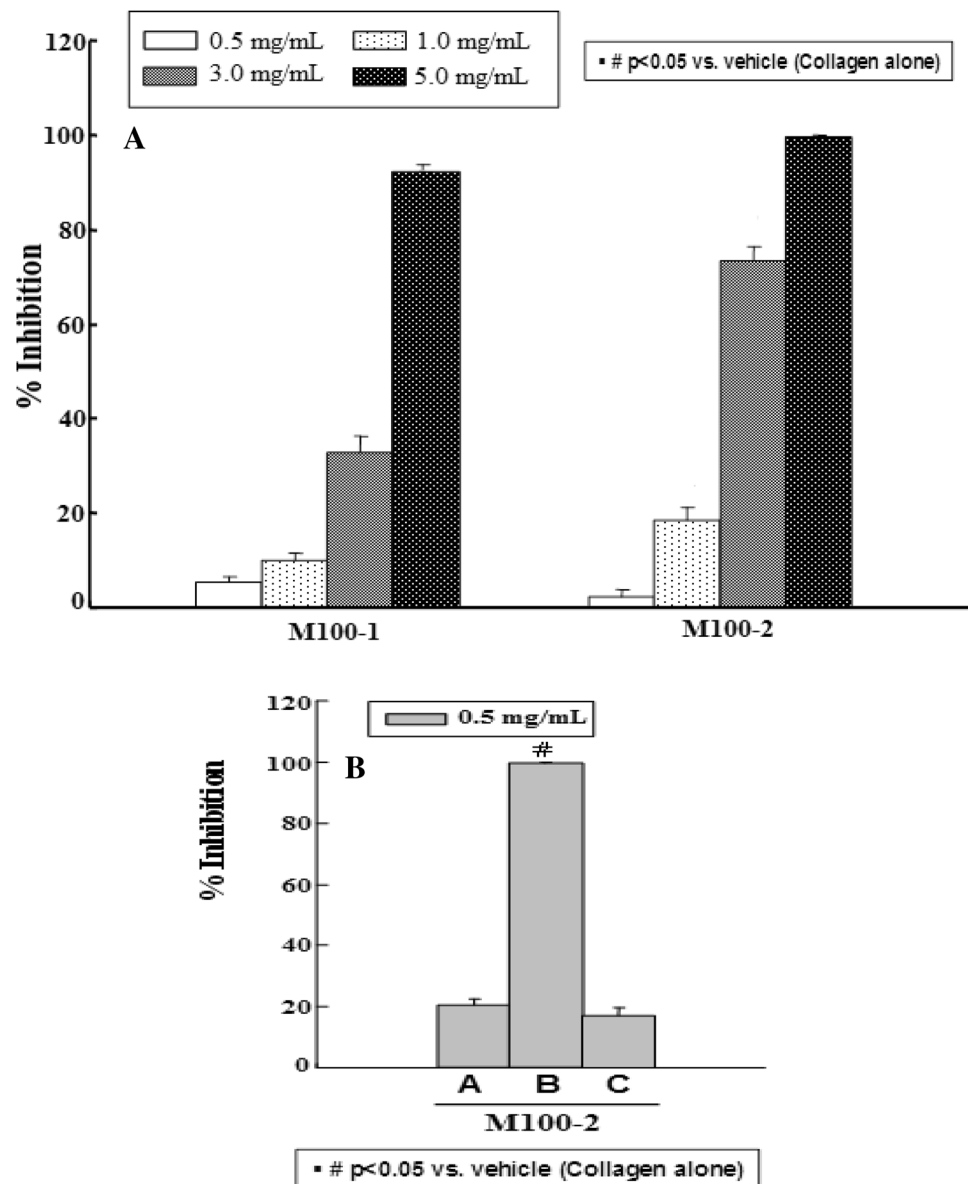 120
0.5 mg/mL 1.0 mg/mL
3.0 mg/mL 5.0 mg/mL
▪ # p<0.05 vs. vehicle (Collagen alone)
A
100
80
60
40
20
0
% Inhibition
M100-1 M100-2
120
0.5 mg/mL
#
B
100
80
60
40
20
0
% Inhibition
A B C
M100-2
▪ # p<0.05 vs. vehicle (Collagen alone)